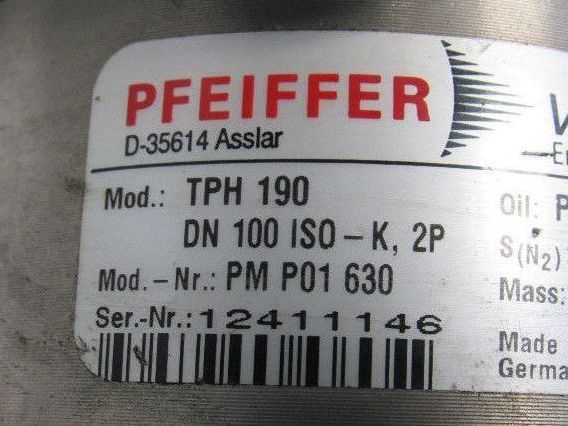 PFEIFFER
D-35614 Asslar
Mod.: TPH 190
DN 100 ISO – K, 2P
Mod. – Nr.: PM P01 630
Ser.-Nr.: 12411146
Oil: P
S(N₂)
Mass:
Made